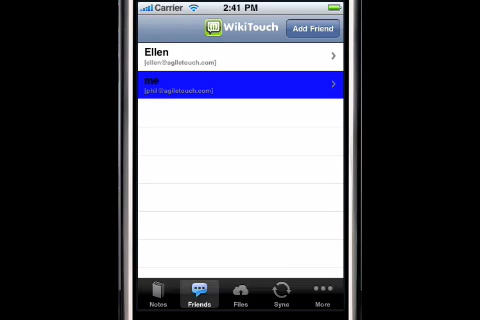 Carrier 2:41 PM
WikiTouch Add Friend
Ellen
[ellen@agiletouch.com]
me
[phil@agiletouch.com]
Notes Friends Files Sync More